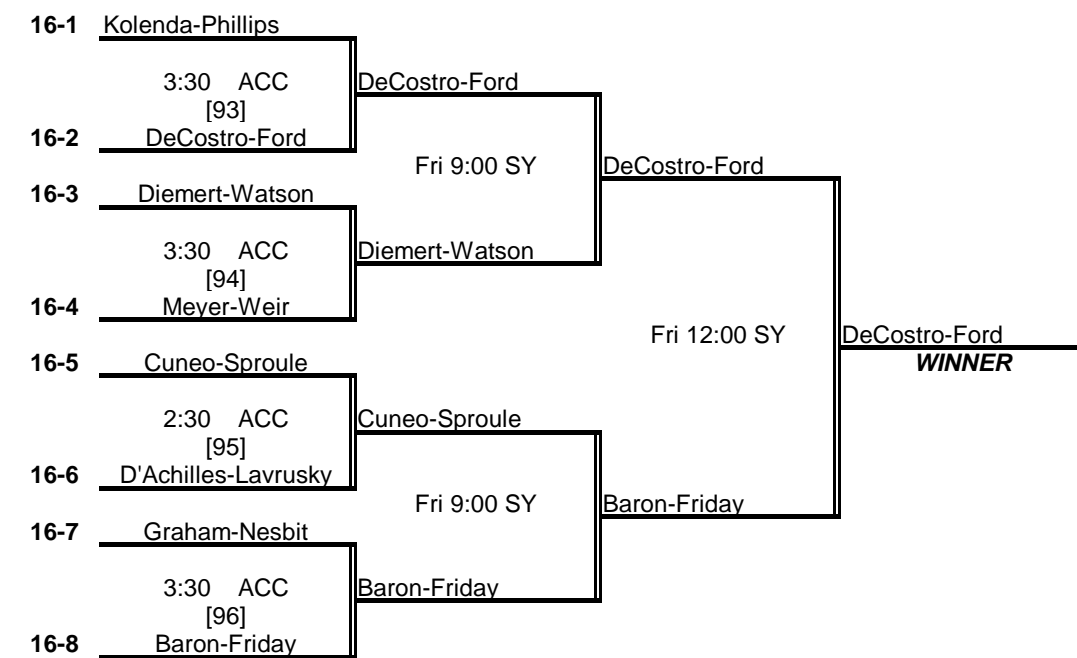 16-1 Kolenda-Phillips
3:30 ACC DeCostro-Ford
[93]
16-2 DeCostro-Ford
Fri 9:00 SY DeCostro-Ford
16-3 Diemert-Watson
3:30 ACC Diemert-Watson
[94]
16-4 Meyer-Weir
Fri 12:00 SY DeCostro-Ford
16-5 Cuneo-Sproule WINNER
2:30 ACC Cuneo-Sproule
[95]
16-6 D'Achilles-Lavrusky
Fri 9:00 SY Baron-Friday
16-7 Graham-Nesbit
3:30 ACC Baron-Friday
[96]
16-8 Baron-Friday